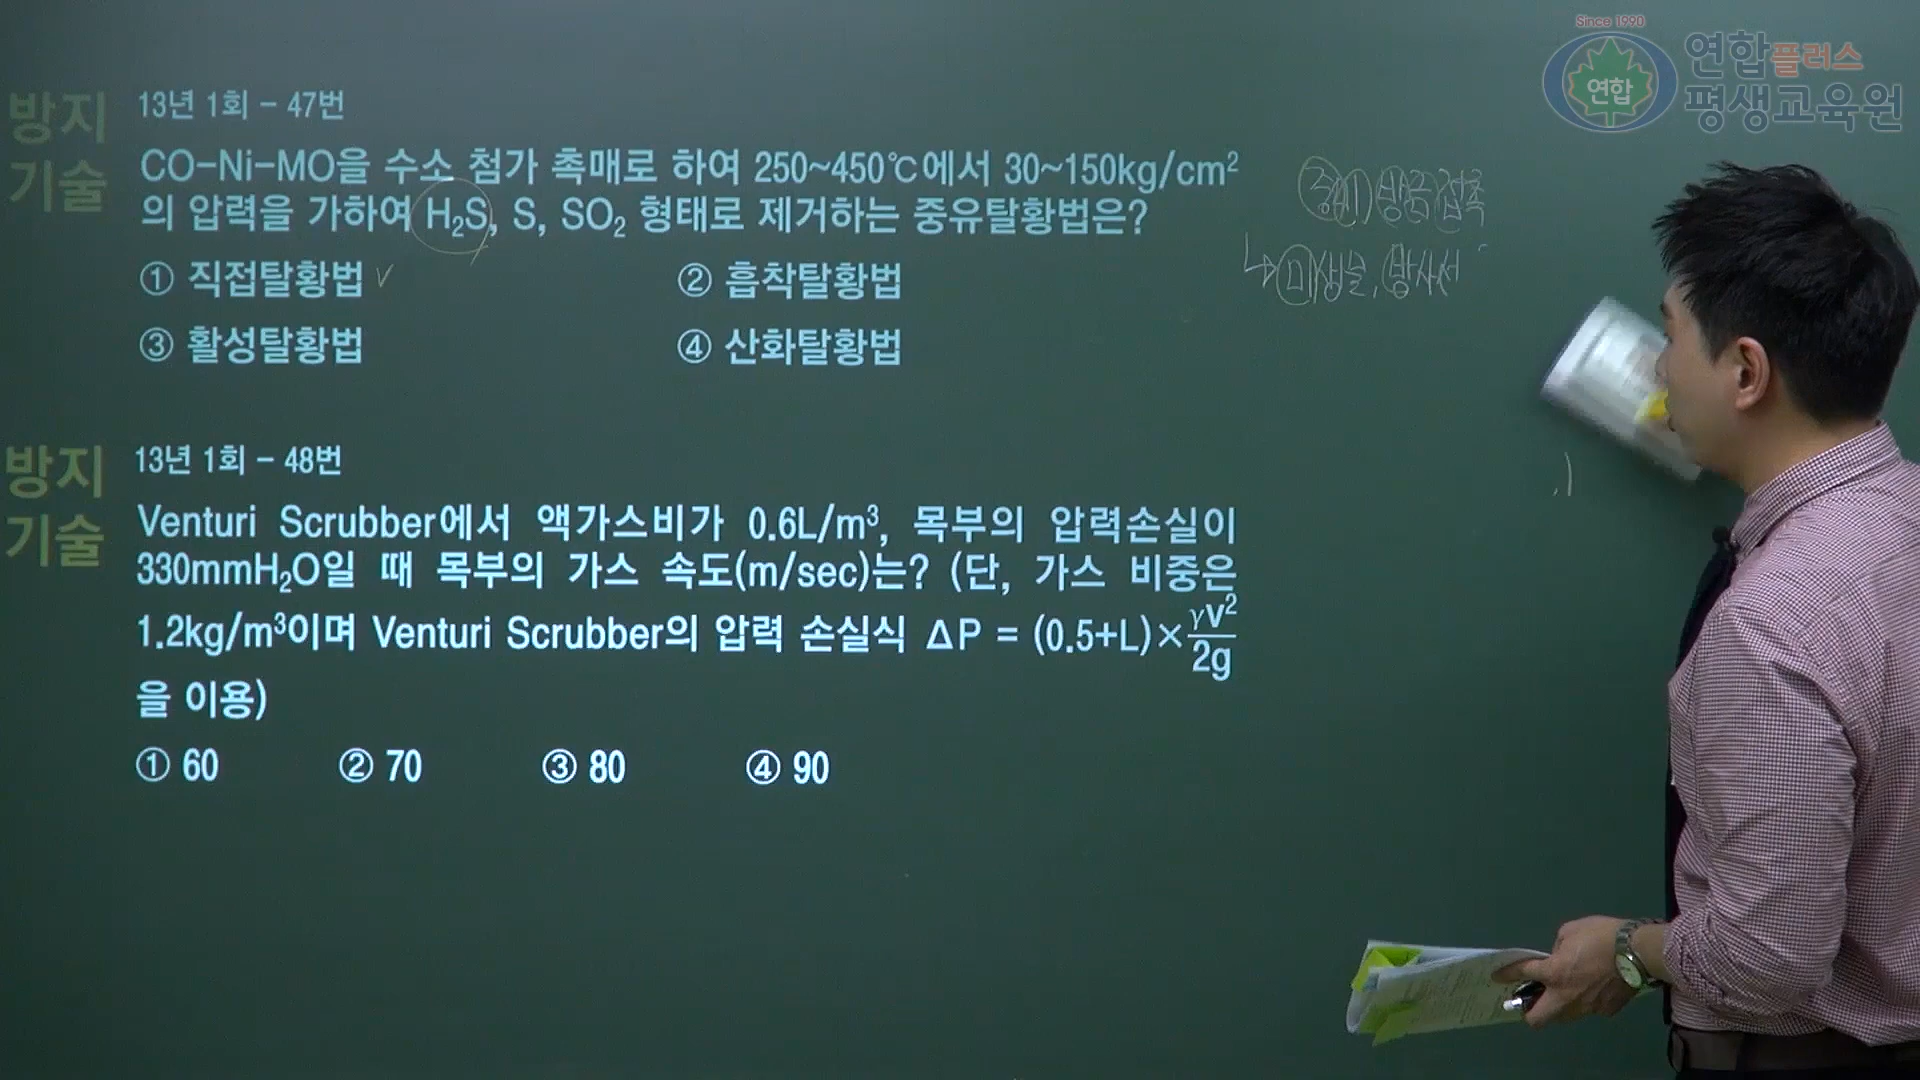 Since 1990
연합
연합플러스
평생교육원
방지
기술
13년 1회 - 47번
CO-Ni-MO을 수소 첨가 촉매로 하여 250~450℃에서 30~150kg/cm²
의 압력을 가하여 H₂S, S, SO₂ 형태로 제거하는 중유탈황법은?
① 직접탈황법 ∨
② 흡착탈황법
③ 활성탈황법
④ 산화탈황법
접촉
↳ 미생물, 방사선
방지
기술
13년 1회 - 48번
Venturi Scrubber에서 액가스비가 0.6L/m³, 목부의 압력손실이
330mmH₂O일 때 목부의 가스 속도(m/sec)는? (단, 가스 비중은
1.2kg/m³이며 Venturi Scrubber의 압력 손실식 ΔP = (0.5+L)×γV²/2g
을 이용)
① 60 ② 70 ③ 80 ④ 90